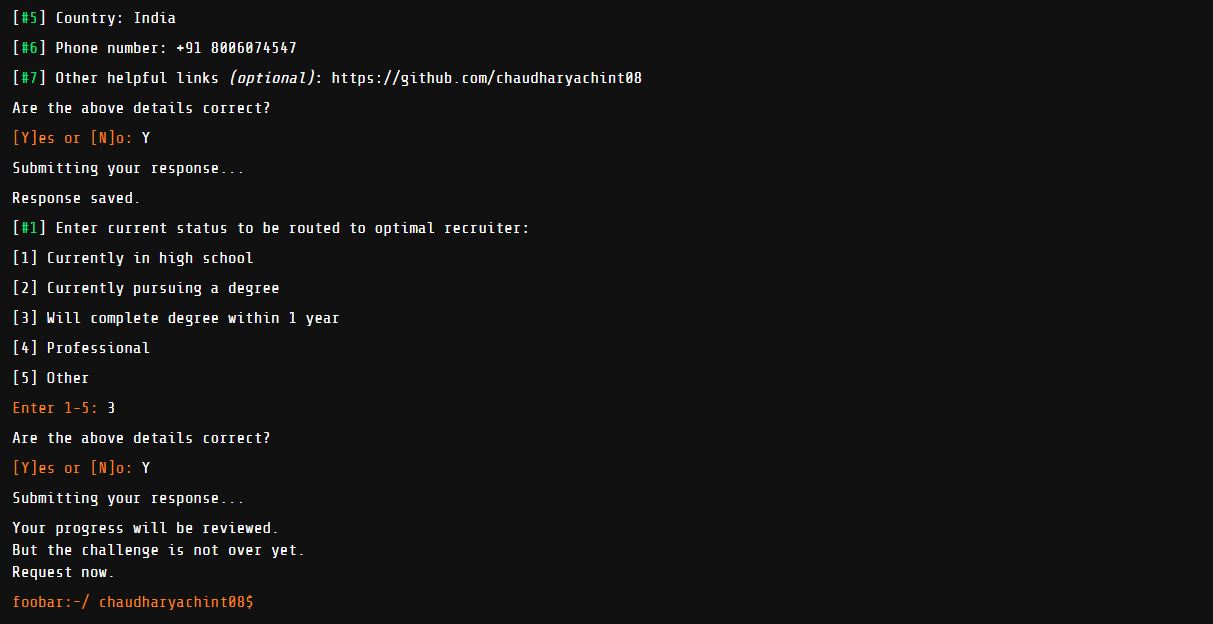 [#5] Country: India
[#6] Phone number: +91 8006074547
[#7] Other helpful links (optional): https://github.com/chaudharyachint08
Are the above details correct?
[Y]es or [N]o: Y
Submitting your response...
Response saved.
[#1] Enter current status to be routed to optimal recruiter:
[1] Currently in high school
[2] Currently pursuing a degree
[3] Will complete degree within 1 year
[4] Professional
[5] Other
Enter 1-5: 3
Are the above details correct?
[Y]es or [N]o: Y
Submitting your response...
Your progress will be reviewed.
But the challenge is not over yet.
Request now.
foobar:~/ chaudharyachint08$